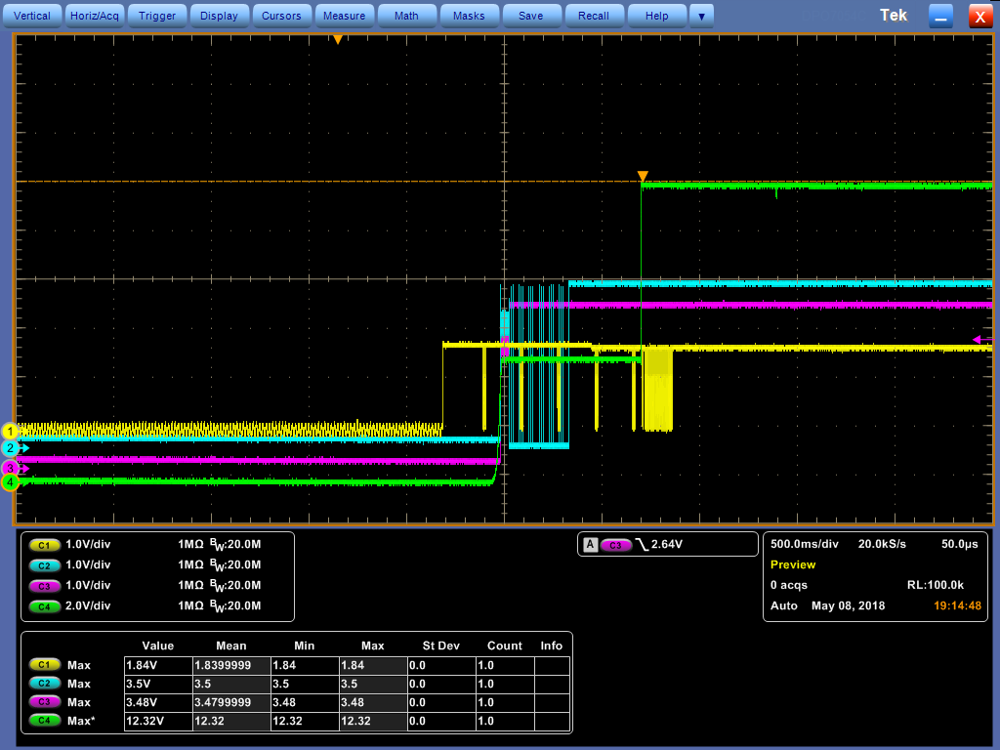 Vertical Horiz/Acq Trigger Display Cursors Measure Math Masks Save Recall Help Tek X
1
2
3
4
C1 1.0V/div 1MΩ BW:20.0M
C2 1.0V/div 1MΩ BW:20.0M
C3 1.0V/div 1MΩ BW:20.0M
C4 2.0V/div 1MΩ BW:20.0M
A C3 2.64V
500.0ms/div 20.0kS/s 50.0µs
Preview
0 acqs RL:100.0k
Auto May 08, 2018 19:14:48
Value Mean Min Max St Dev Count Info
C1 Max 1.84V 1.8399999 1.84 1.84 0.0 1.0
C2 Max 3.5V 3.5 3.5 3.5 0.0 1.0
C3 Max 3.48V 3.4799999 3.48 3.48 0.0 1.0
C4 Max* 12.32V 12.32 12.32 12.32 0.0 1.0